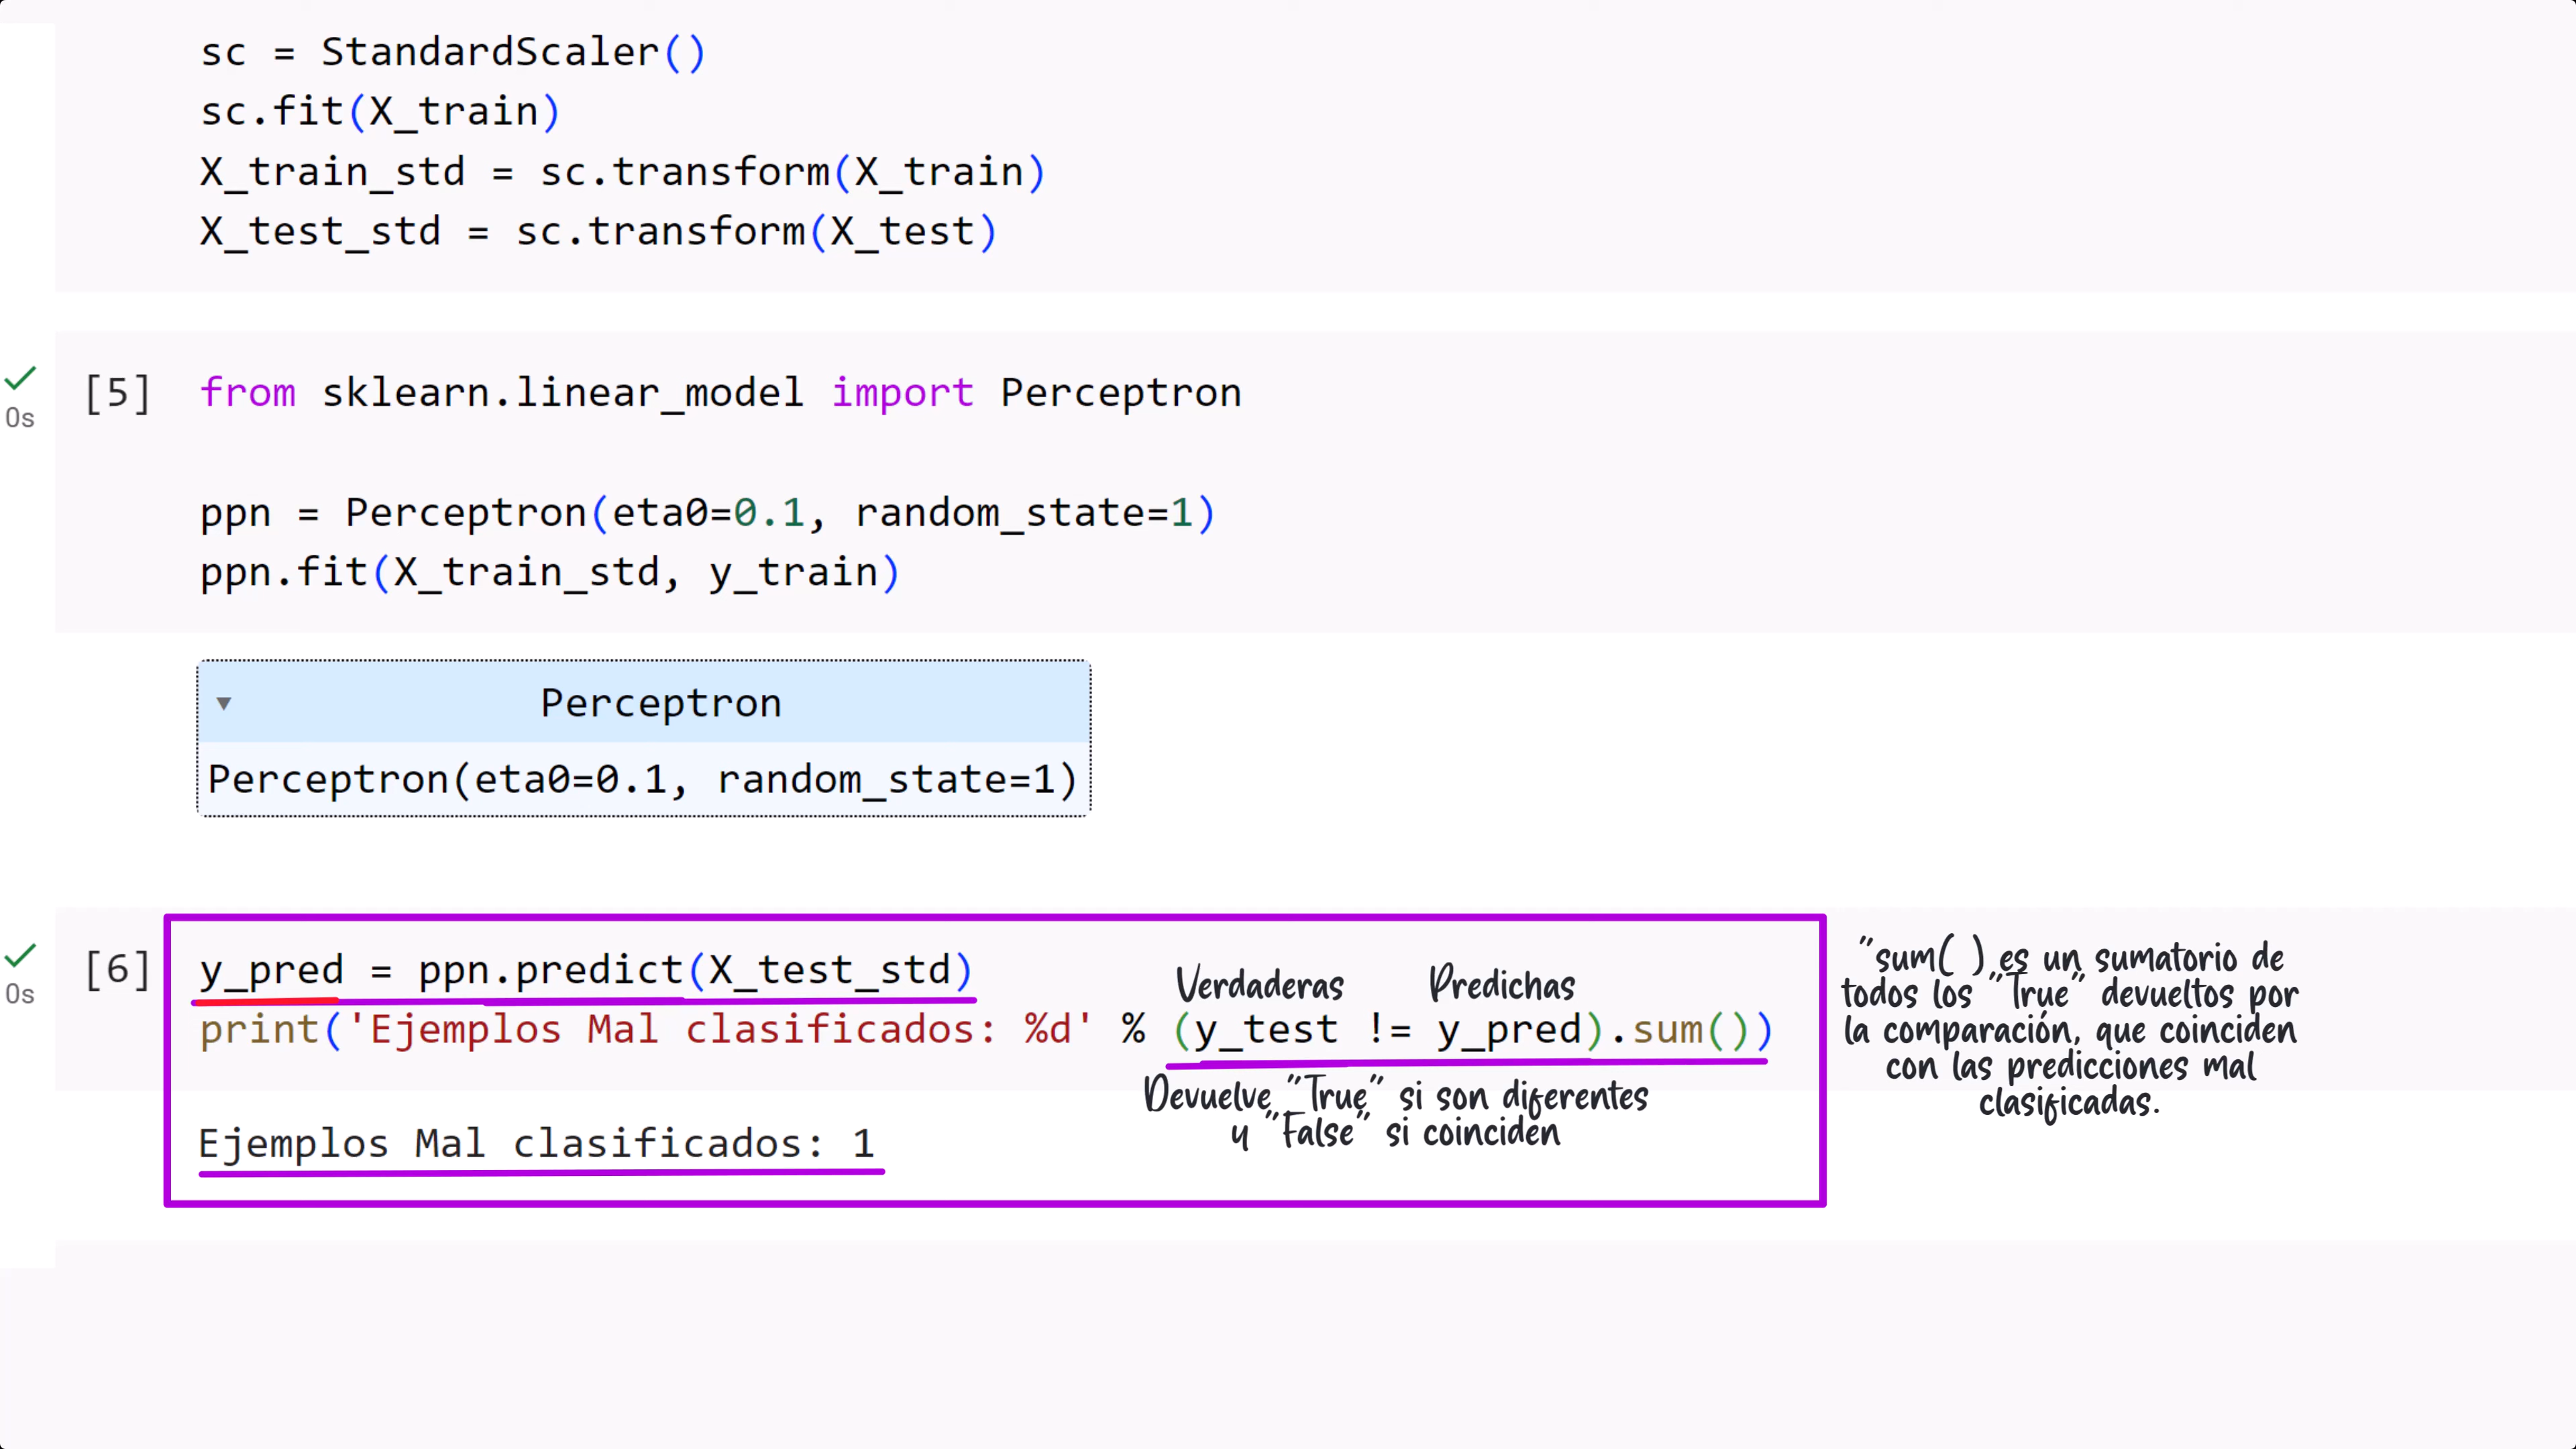 sc = StandardScaler()
sc.fit(X_train)
X_train_std = sc.transform(X_train)
X_test_std = sc.transform(X_test)
0s
[5]
from sklearn.linear_model import Perceptron
ppn = Perceptron(eta0=0.1, random_state=1)
ppn.fit(X_train_std, y_train)
Perceptron
Perceptron(eta0=0.1, random_state=1)
0s
[6]
y_pred = ppn.predict(X_test_std)
Verdaderas
Predichas
print('Ejemplos Mal clasificados: %d' % (y_test != y_pred).sum())
Devuelve "True" si son diferentes
y "False" si coinciden
Ejemplos Mal clasificados: 1
"sum( ) es un sumatorio de
todos los "True" devueltos por
la comparación, que coinciden
con las predicciones mal
clasificadas.